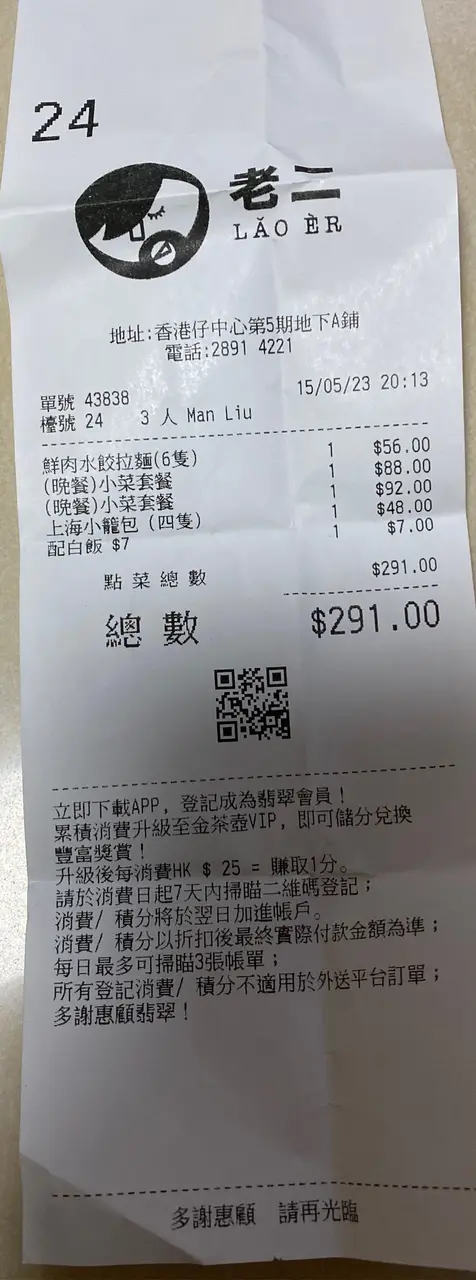 24
老二
LǍO ÈR
地址:香港仔中心第5期地下A鋪
電話:2891 4221
單號 43838 15/05/23 20:13
檯號 24 3 人 Man Liu
鮮肉水餃拉麵(6隻) 1 $56.00
(晚餐)小菜套餐 1 $88.00
(晚餐)小菜套餐 1 $92.00
上海小籠包 (四隻) 1 $48.00
配白飯 $7 1 $7.00
點菜總數 $291.00
總數 $291.00
立即下載APP, 登記成為翡翠會員！
累積消費升級至金茶壺VIP, 即可儲分兌換
豐富獎賞！
升級後每消費HK $ 25 = 賺取1分。
請於消費日起7天內掃瞄二維碼登記；
消費/ 積分將於翌日加進帳戶。
消費/ 積分以折扣後最終實際付款金額為準；
每日最多可掃瞄3張帳單；
所有登記消費/ 積分不適用於外送平台訂單；
多謝惠顧翡翠！
多謝惠顧 請再光臨